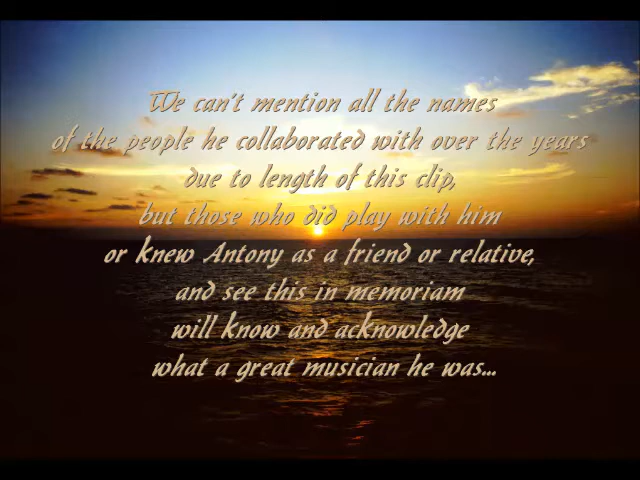 We can't mention all the names
of the people he collaborated with over the years
due to length of this clip,
but those who did play with him
or knew Antony as a friend or relative,
and see this in memoriam
will know and acknowledge
what a great musician he was...